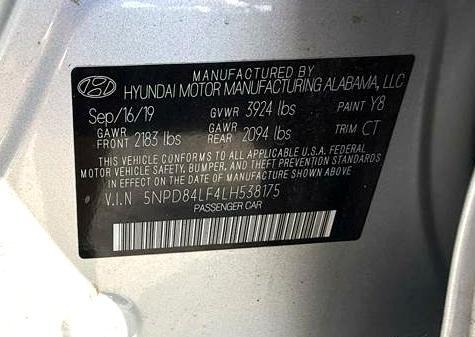 MANUFACTURED BY
HYUNDAI MOTOR MANUFACTURING ALABAMA, LLC
Sep/16/19 GVWR 3924 lbs PAINT Y8
GAWR FRONT 2183 lbs GAWR REAR 2094 lbs TRIM CT
THIS VEHICLE CONFORMS TO ALL APPLICABLE U.S.A. FEDERAL
MOTOR VEHICLE SAFETY, BUMPER, AND THEFT PREVENTION STANDARDS
IN EFFECT ON THE DATE OF MANUFACTURE SHOWN ABOVE
V.I.N 5NPD84LF4LH538175
PASSENGER CAR